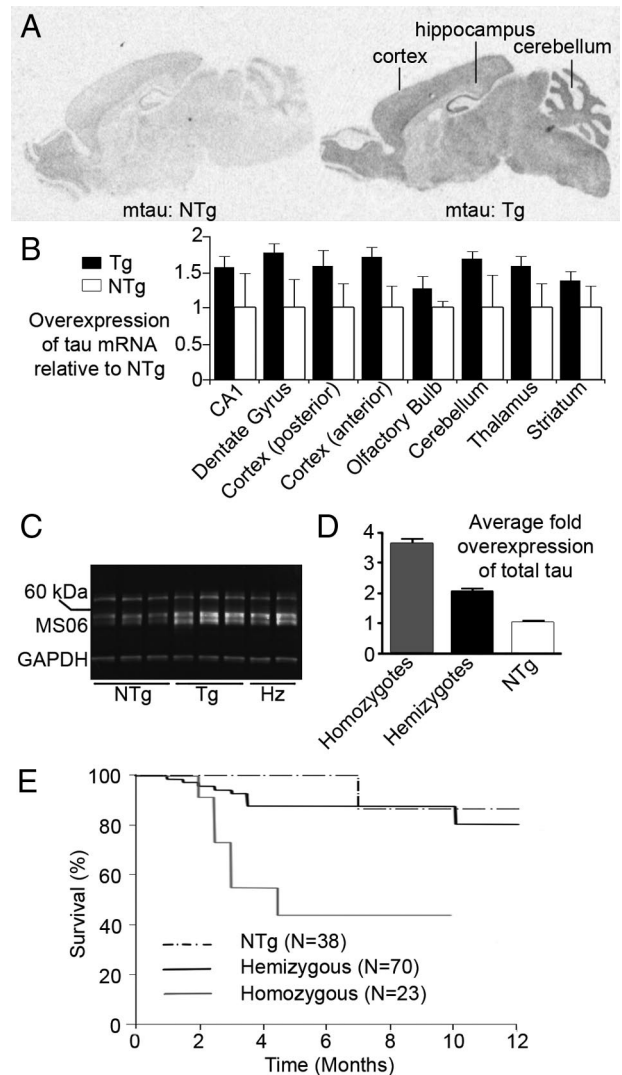 A
cortex
hippocampus
cerebellum
mtau: NTg
mtau: Tg
B
Tg
NTg
Overexpression
of tau mRNA
relative to NTg
2
1.5
1
0.5
0
CA1
Dentate Gyrus
Cortex (posterior)
Cortex (anterior)
Olfactory Bulb
Cerebellum
Thalamus
Striatum
C
60 kDa
MS06
GAPDH
NTg
Tg
Hz
D
Average fold
overexpression
of total tau
4
3
2
1
0
Homozygotes
Hemizygotes
NTg
E
Survival (%)
100
80
60
40
20
0
NTg (N=38)
Hemizygous (N=70)
Homozygous (N=23)
0 2 4 6 8 10 12
Time (Months)